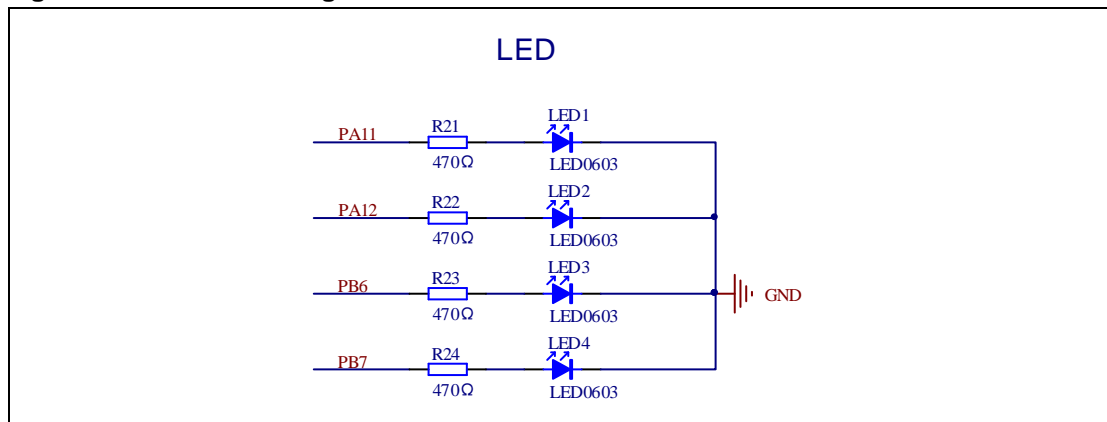 LED
LED1
PA11 R21
470Ω LED0603
LED2
PA12 R22
470Ω LED0603
LED3
PB6 R23 GND
470Ω LED0603
LED4
PB7 R24
470Ω LED0603